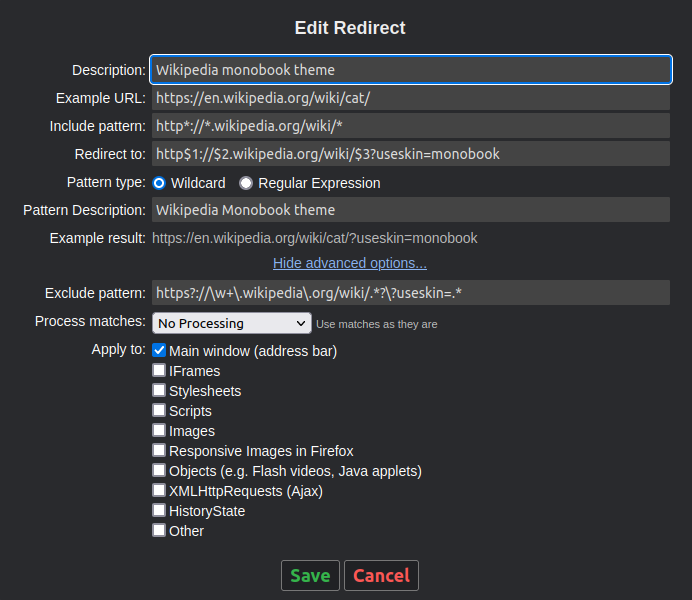 Edit Redirect
Description: Wikipedia monobook theme
Example URL: https://en.wikipedia.org/wiki/cat/
Include pattern: http*://*.wikipedia.org/wiki/*
Redirect to: http$1://$2.wikipedia.org/wiki/$3?useskin=monobook
Pattern type: Wildcard Regular Expression
Pattern Description: Wikipedia Monobook theme
Example result: https://en.wikipedia.org/wiki/cat/?useskin=monobook
Hide advanced options...
Exclude pattern: https?://\w+\.wikipedia\.org/wiki/.*?\?useskin=.*
Process matches: No Processing Use matches as they are
Apply to: Main window (address bar)
IFrames
Stylesheets
Scripts
Images
Responsive Images in Firefox
Objects (e.g. Flash videos, Java applets)
XMLHttpRequests (Ajax)
HistoryState
Other
Save Cancel